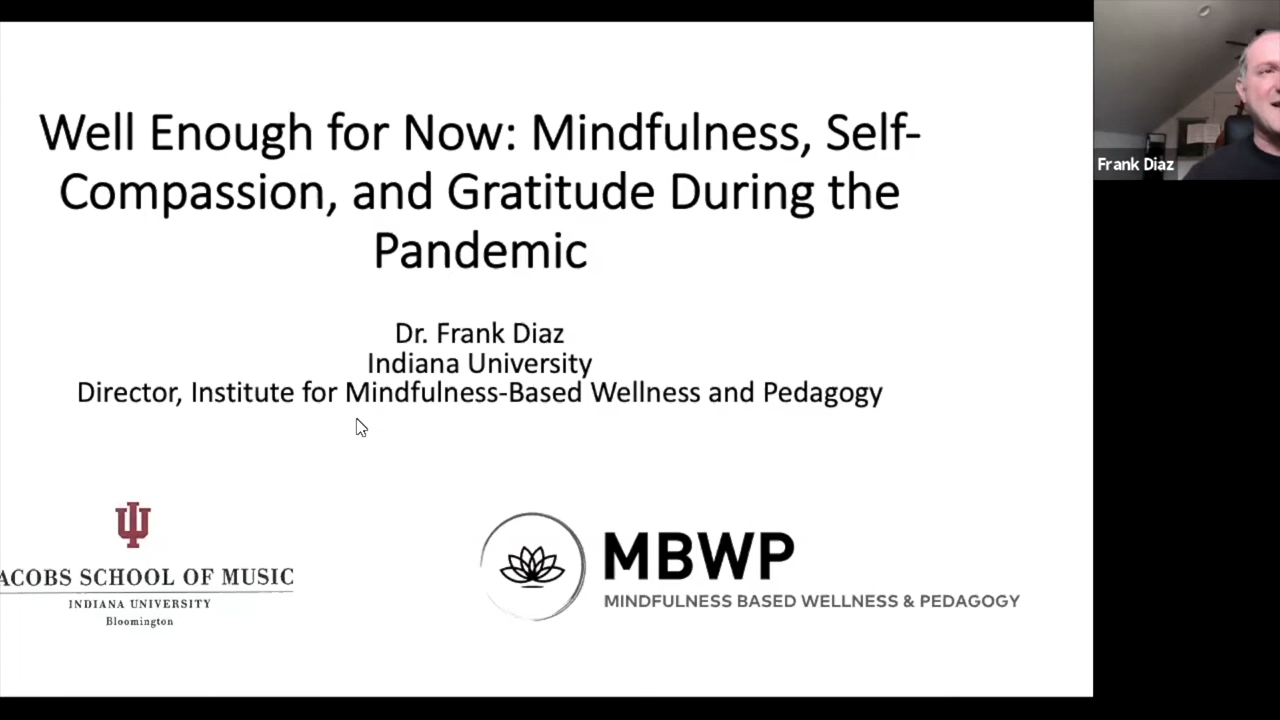 Well Enough for Now: Mindfulness, Self-
Compassion, and Gratitude During the
Pandemic
Dr. Frank Diaz
Indiana University
Director, Institute for Mindfulness-Based Wellness and Pedagogy
ACOBS SCHOOL OF MUSIC
INDIANA UNIVERSITY
Bloomington
MBWP
MINDFULNESS BASED WELLNESS & PEDAGOGY
Frank Diaz